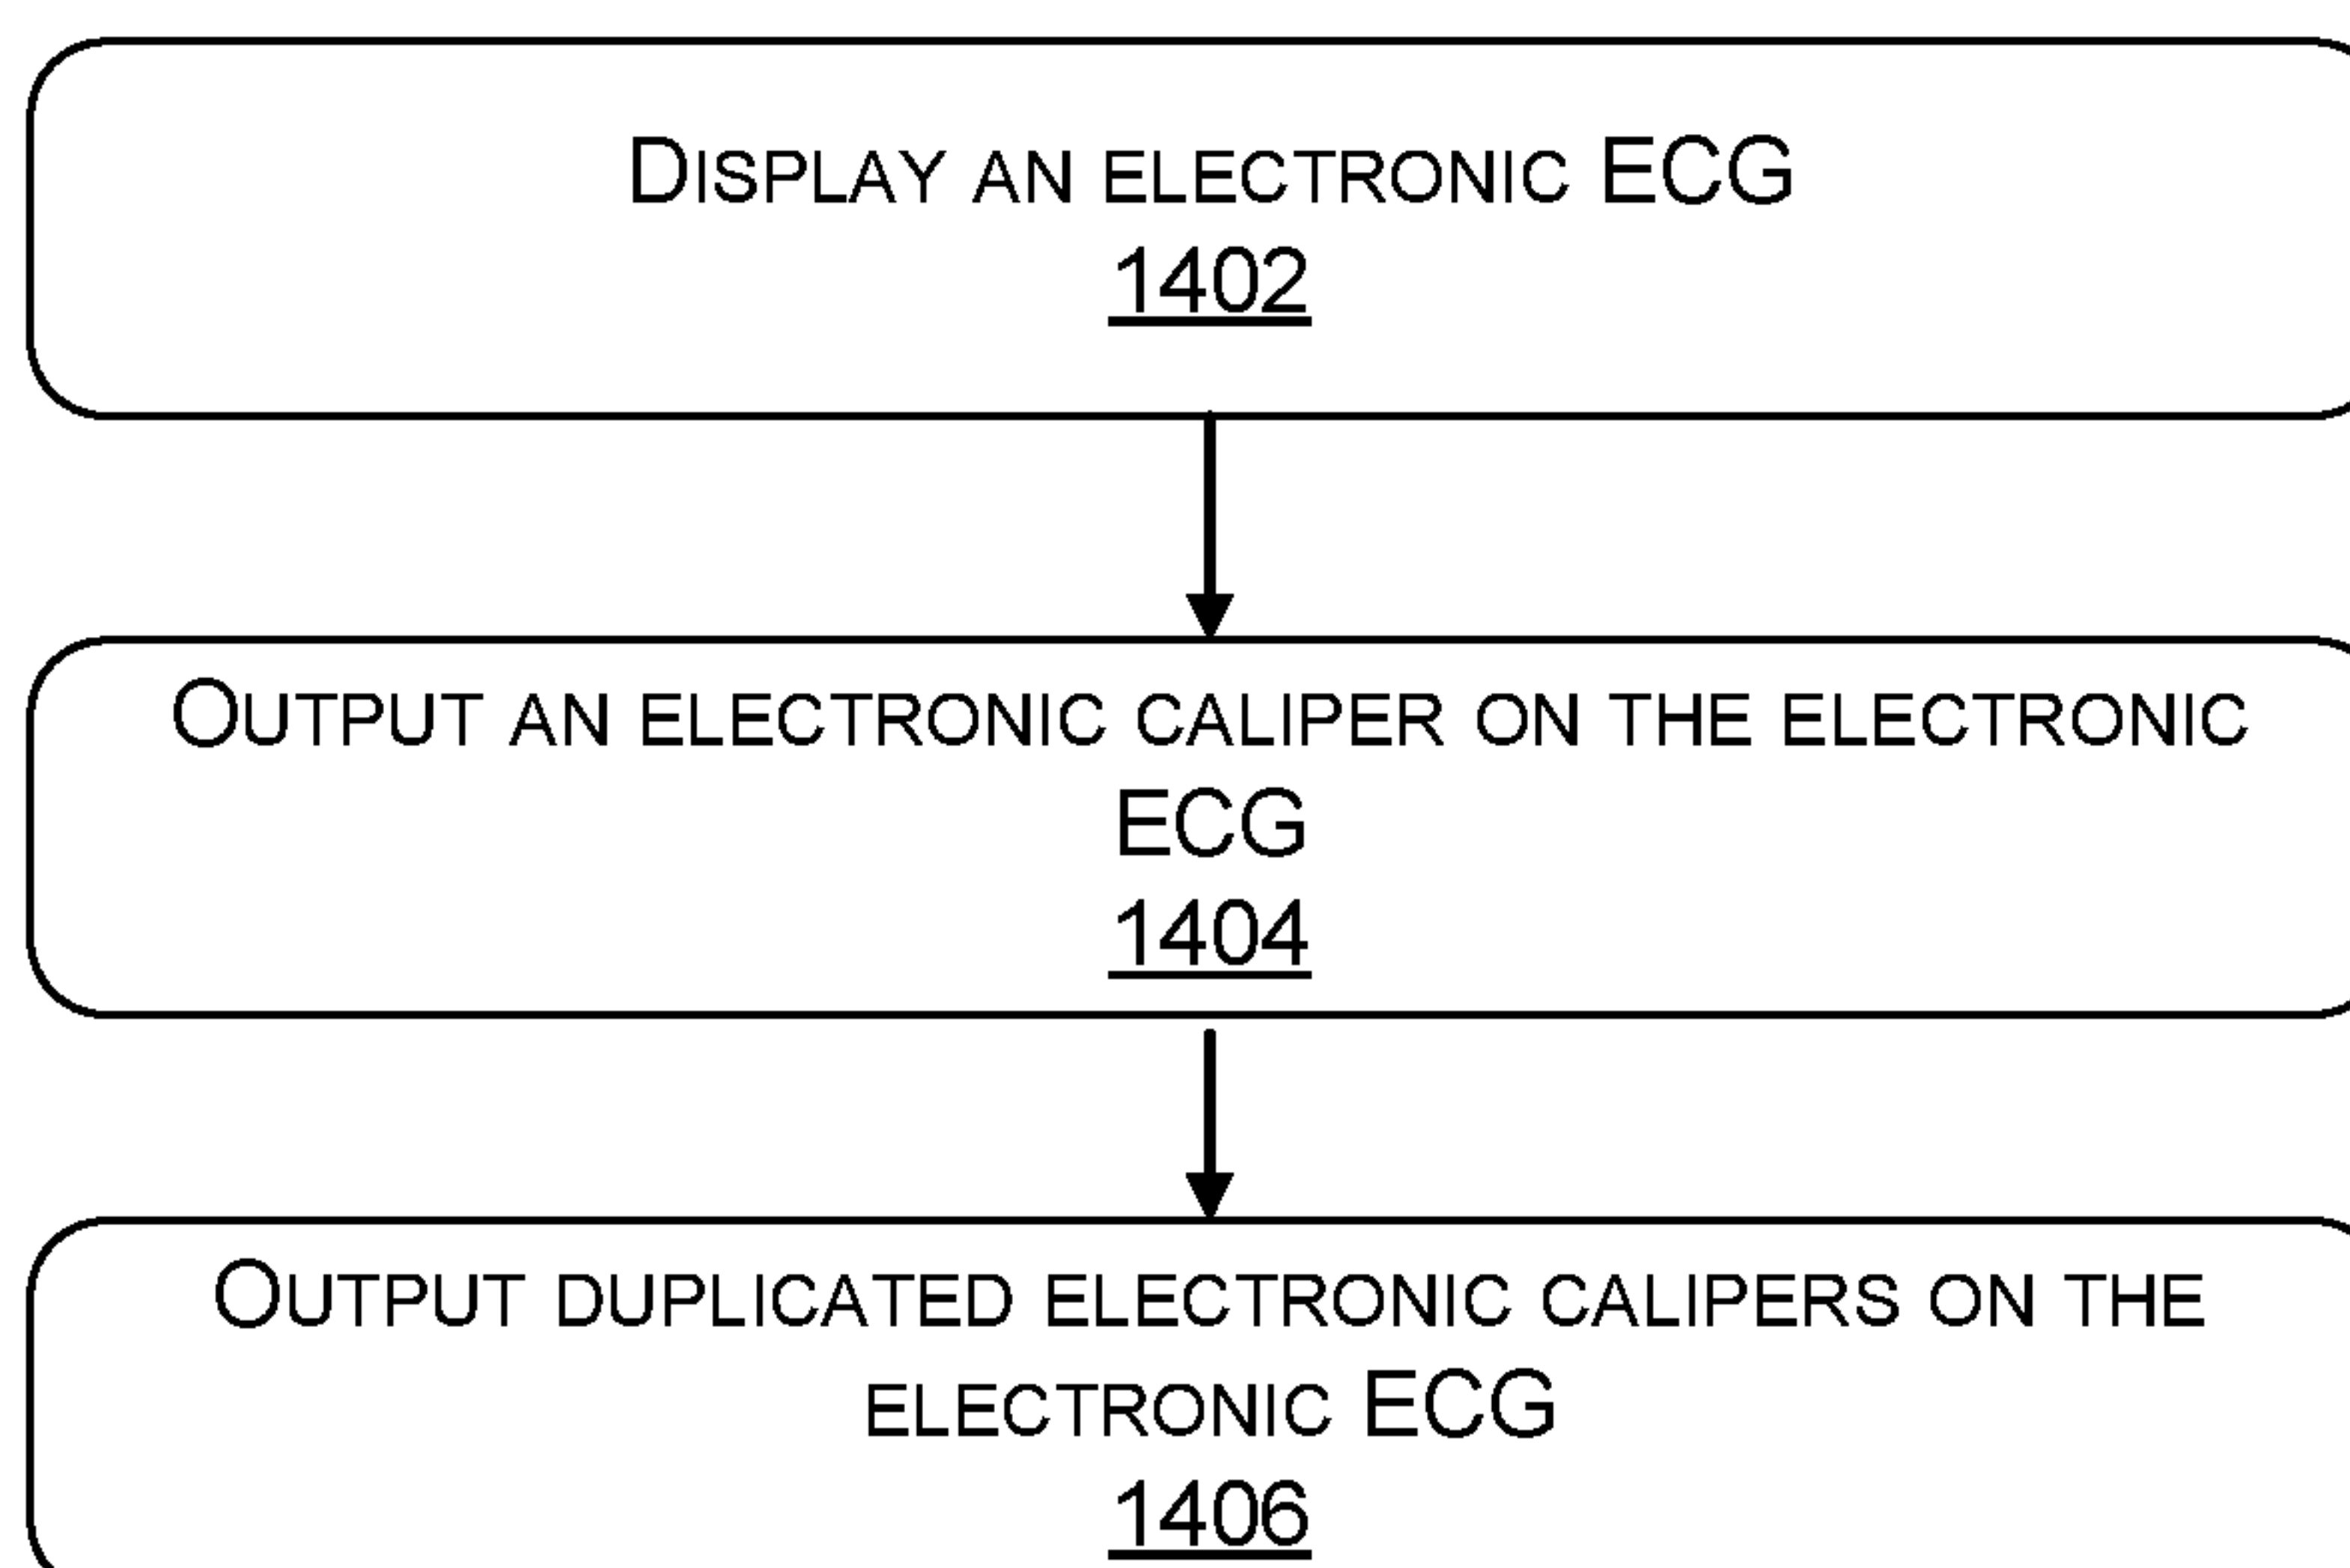 Display an electronic ECG
1402
Output an electronic caliper on the electronic
ECG
1404
Output duplicated electronic calipers on the
electronic ECG
1406